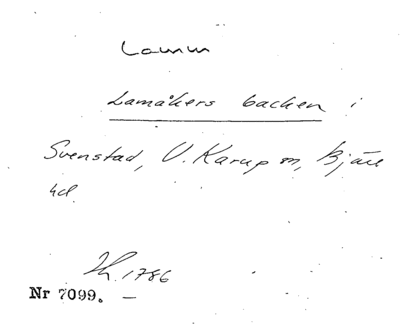 Lamm
Lamåkers backen i
Svenstad, V. Karup sn, Bjäre
hd.
1786
Nr 7099. —